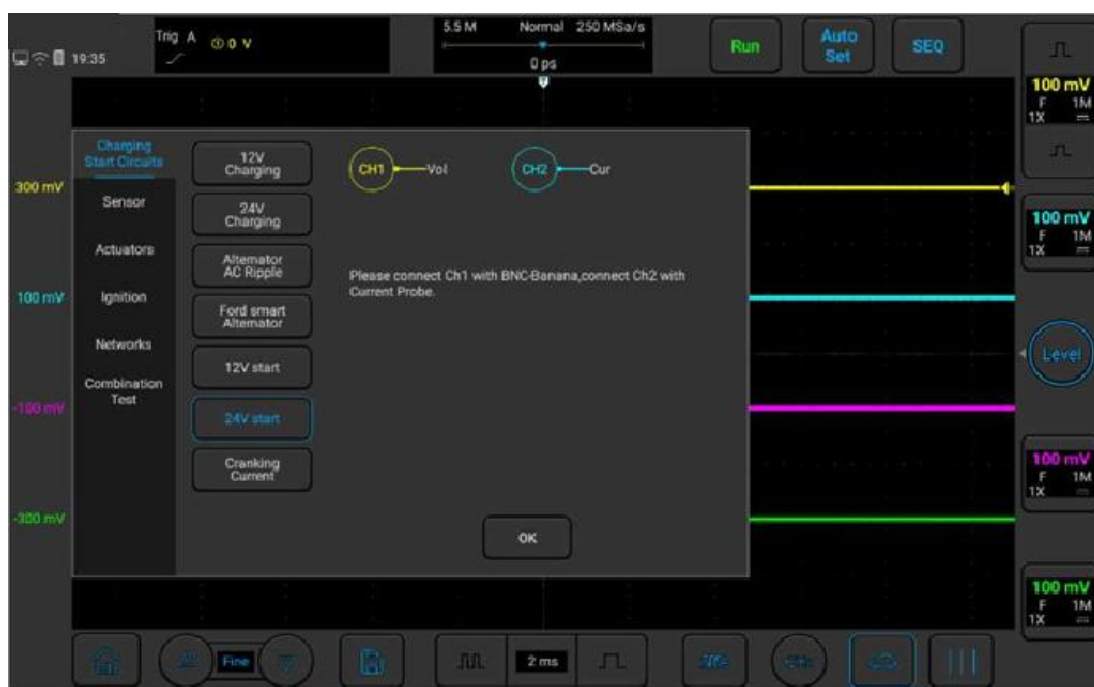 Trig A 0 V
5.5 M Normal 250 MSa/s
0 ps
Run
Auto
Set
SEQ
19:35
100 mV
F 1M
1X
Charging
Start Circuits
Sensor
Actuators
Ignition
Networks
Combination
Test
12V
Charging
24V
Charging
Alternator
AC Ripple
Ford smart
Alternator
12V start
24V start
Cranking
Current
CH1 Vol
CH2 Cur
Please connect Ch1 with BNC-Banana,connect Ch2 with
Current Probe.
OK
300 mV
100 mV
-100 mV
-300 mV
100 mV
F 1M
1X
Level
100 mV
F 1M
1X
100 mV
F 1M
1X
Fine
2 ms